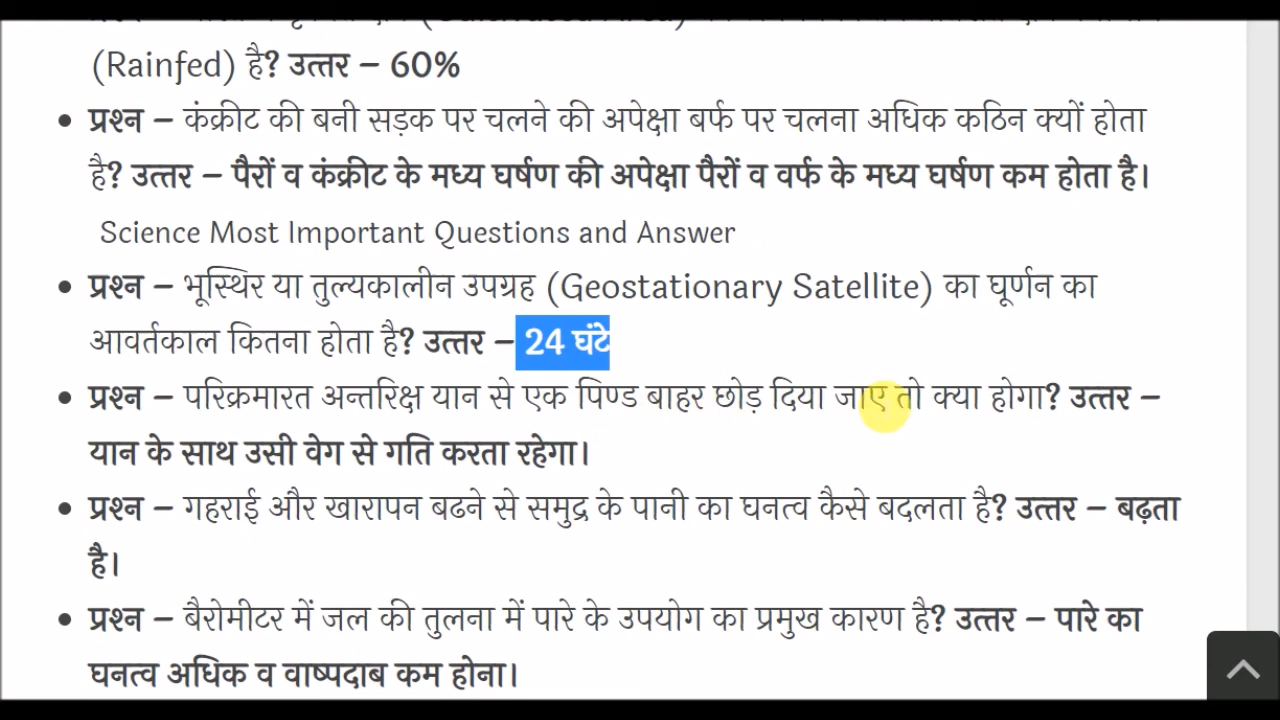 (Rainfed) है? उत्तर – 60%
• प्रश्न – कंक्रीट की बनी सड़क पर चलने की अपेक्षा बर्फ पर चलना अधिक कठिन क्यों होता
है? उत्तर – पैरों व कंक्रीट के मध्य घर्षण की अपेक्षा पैरों व वर्फ के मध्य घर्षण कम होता है।
Science Most Important Questions and Answer
• प्रश्न – भूस्थिर या तुल्यकालीन उपग्रह (Geostationary Satellite) का घूर्णन का
आवर्तकाल कितना होता है? उत्तर – 24 घंटे
• प्रश्न – परिक्रमारत अन्तरिक्ष यान से एक पिण्ड बाहर छोड़ दिया जाए तो क्या होगा? उत्तर –
यान के साथ उसी वेग से गति करता रहेगा।
• प्रश्न – गहराई और खारापन बढने से समुद्र के पानी का घनत्व कैसे बदलता है? उत्तर – बढ़ता
है।
• प्रश्न – बैरोमीटर में जल की तुलना में पारे के उपयोग का प्रमुख कारण है? उत्तर – पारे का
घनत्व अधिक व वाष्पदाब कम होना।